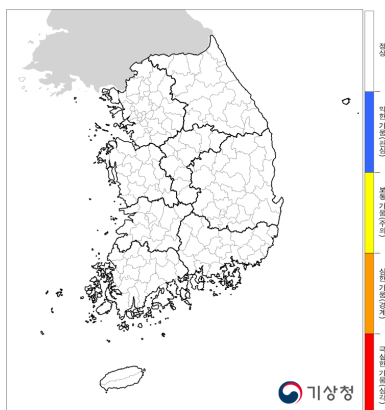 정상
약한 가뭄(관심)
보통 가뭄(주의)
심한 가뭄(경계)
극심한 가뭄(심각)
기상청